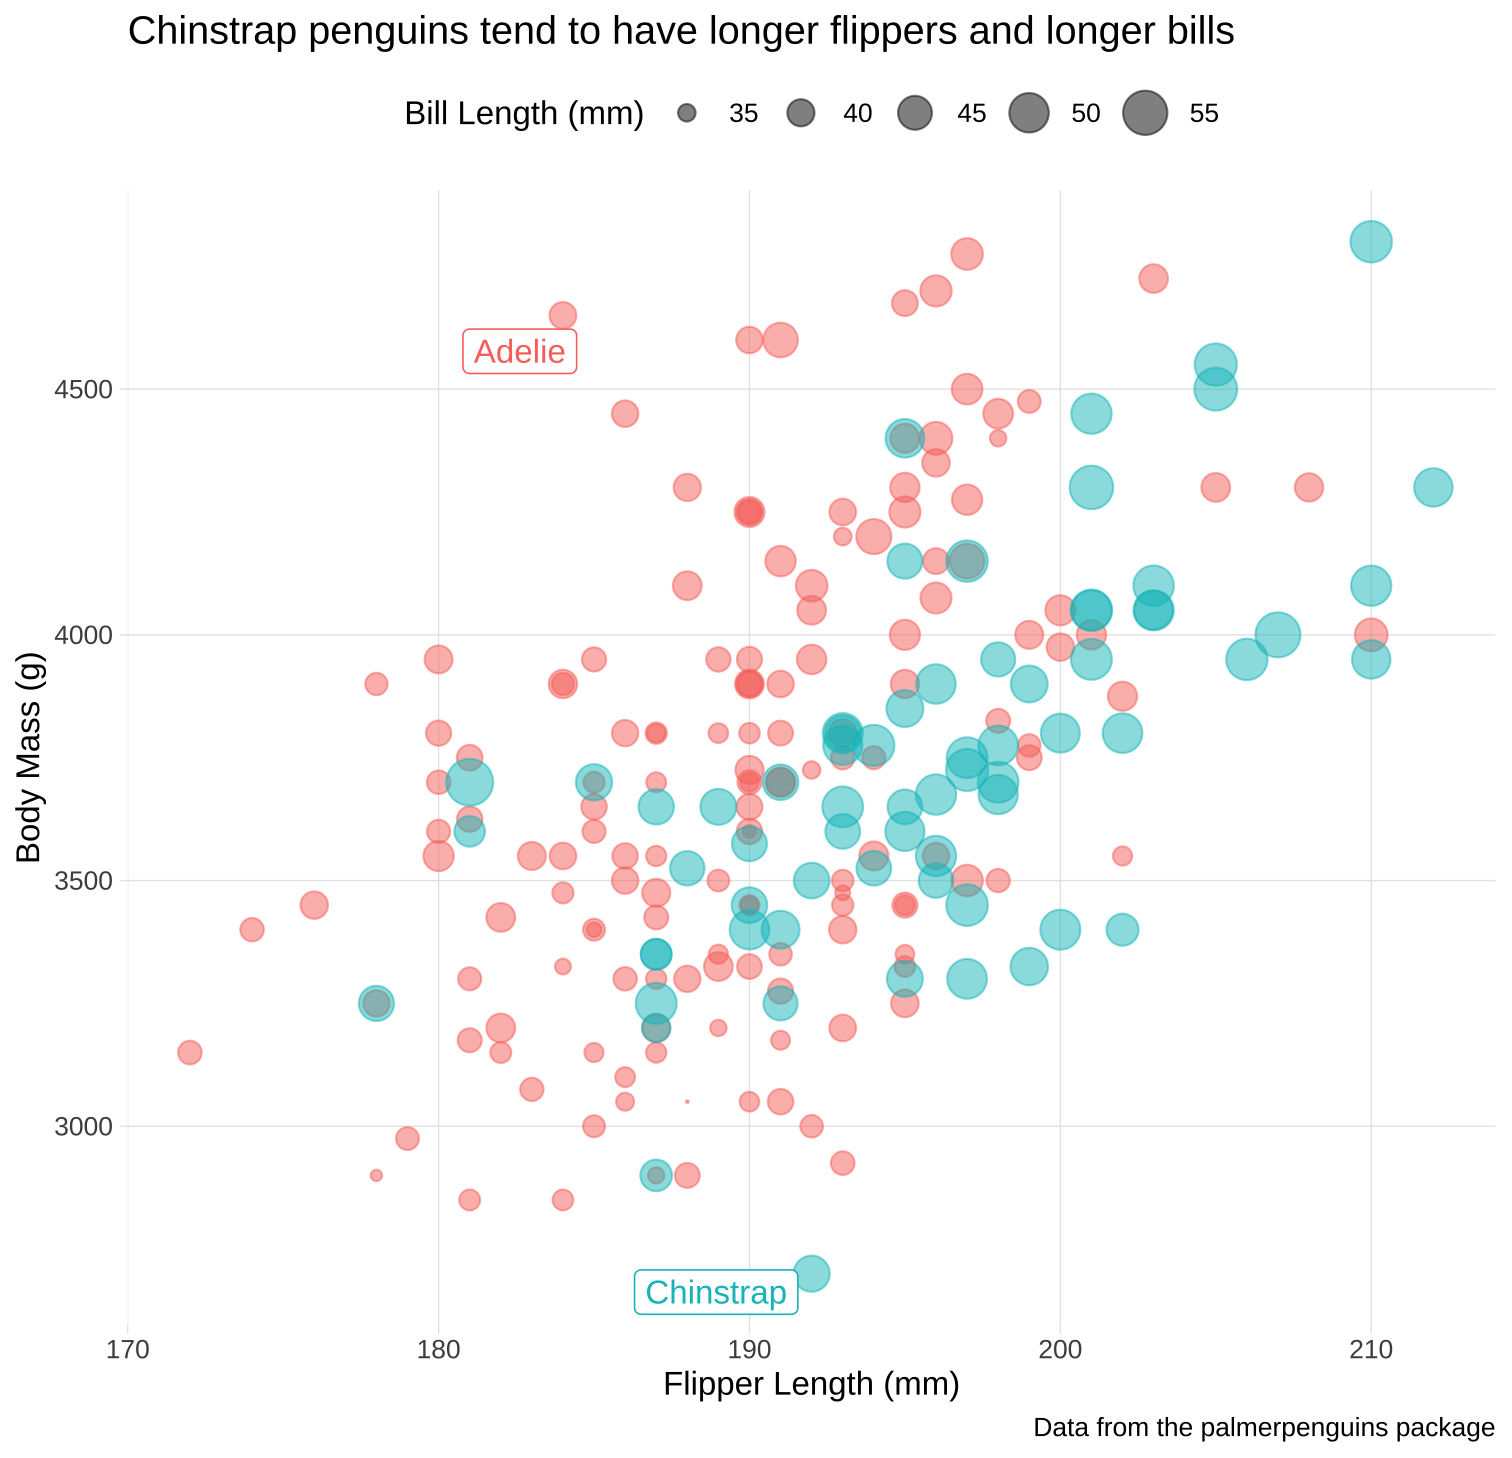 Chinstrap penguins tend to have longer flippers and longer bills
Bill Length (mm) 35 40 45 50 55
Adelie
4500
4000
Body Mass (g)
3500
3000
Chinstrap
170 180 190 200 210
Flipper Length (mm)
Data from the palmerpenguins package